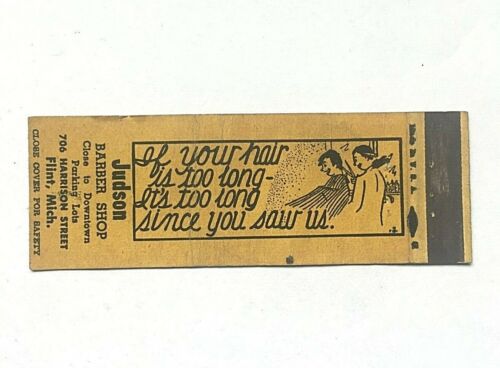 If your hair
is too long-
It's too long
since you saw us.
Judson
BARBER SHOP
Close to Downtown
Parking Lots
706 HARRISON STREET
Flint, Mich.
CLOSE COVER FOR SAFETY